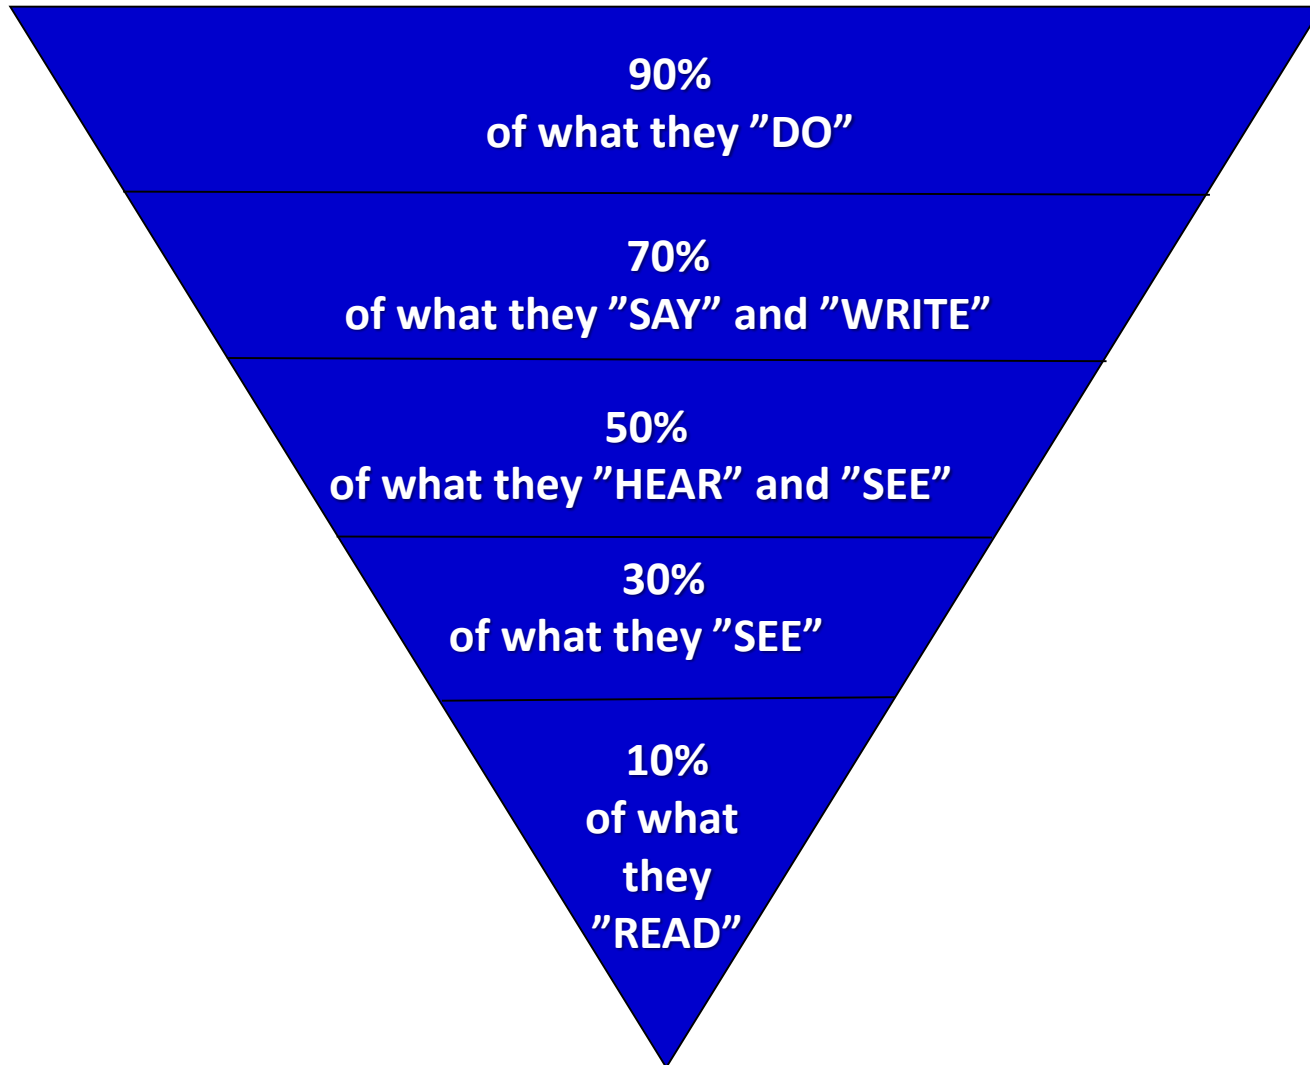 90%
of what they ”DO”
70%
of what they ”SAY” and ”WRITE”
50%
of what they ”HEAR” and ”SEE”
30%
of what they ”SEE”
10%
of what
they
”READ”